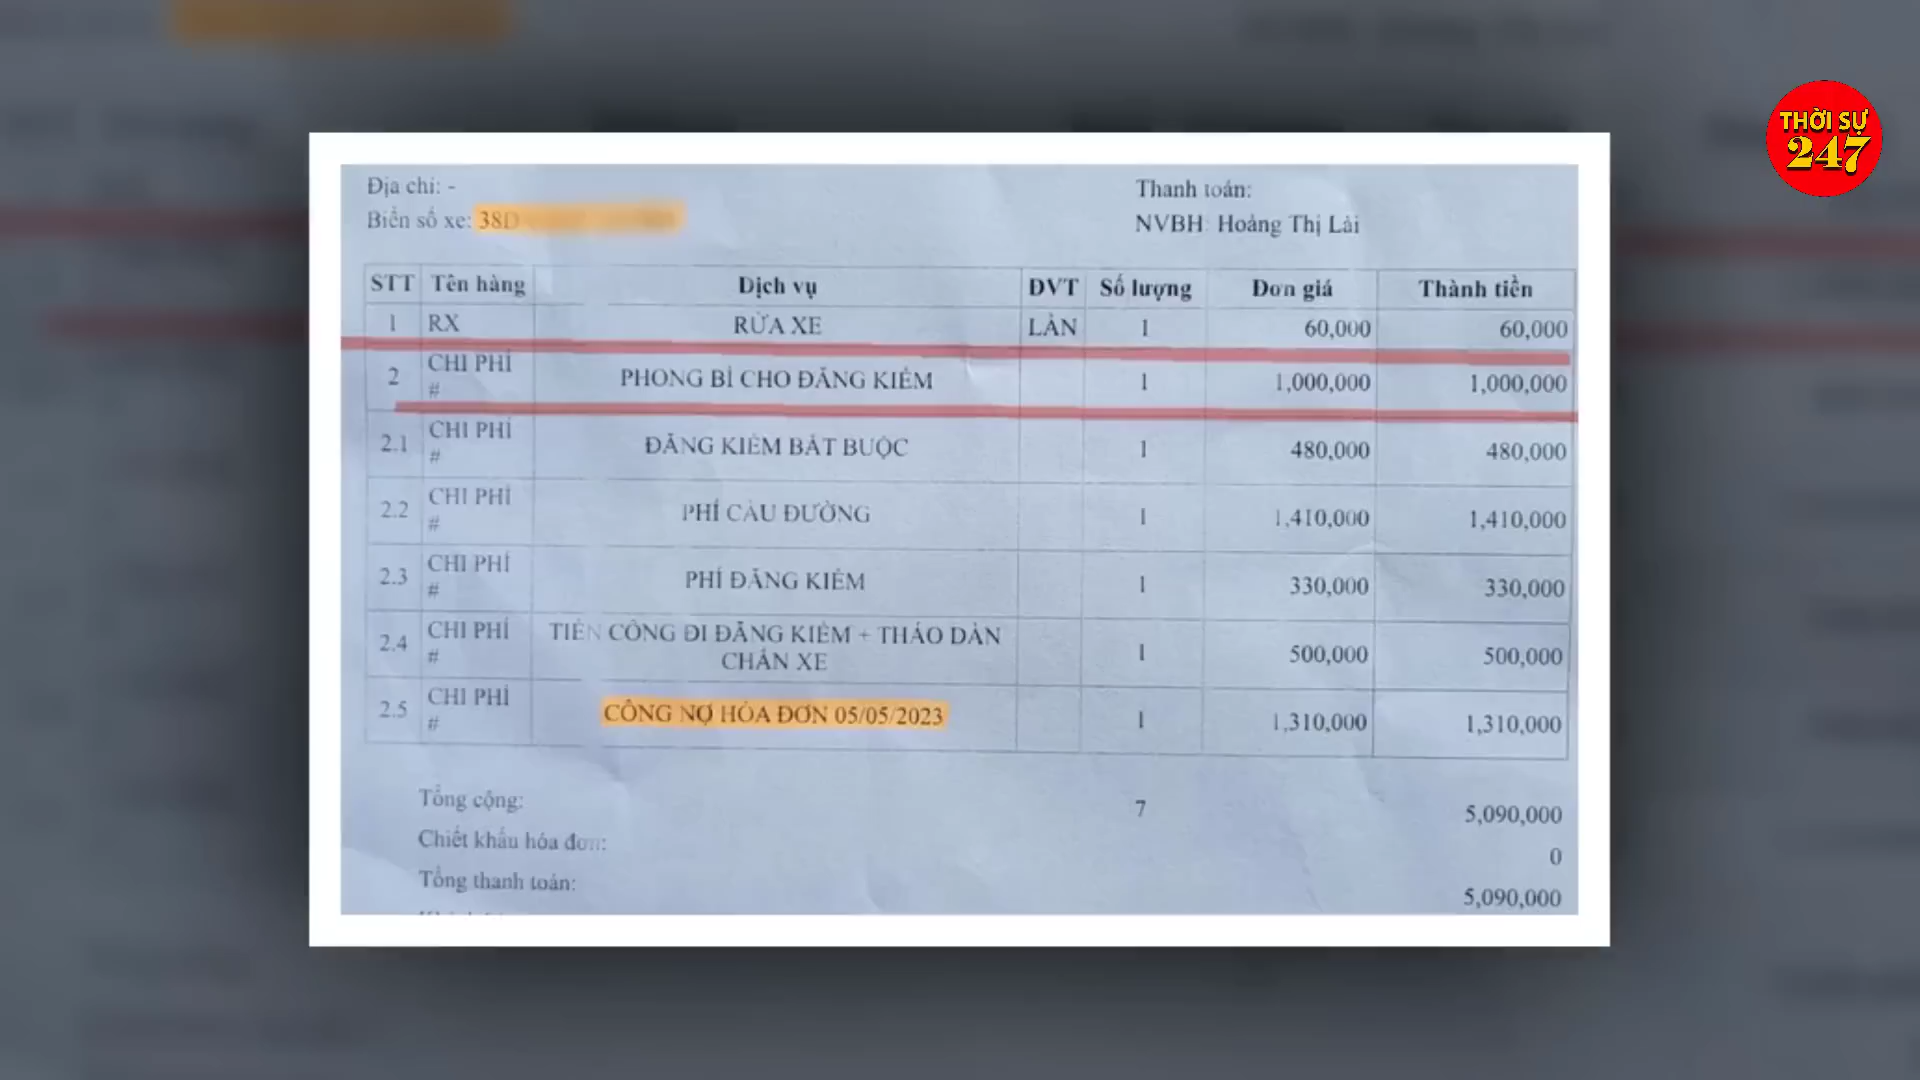 THỜI SỰ
247
Địa chỉ: -
Thanh toán:
Biển số xe: 38D
NVBH: Hoàng Thị Lài
STT Tên hàng Dịch vụ ĐVT Số lượng Đơn giá Thành tiền
1 RX RỬA XE LẦN 1 60,000 60,000
2 CHI PHÍ # PHONG BÌ CHO ĐĂNG KIỂM 1 1,000,000 1,000,000
2.1 CHI PHÍ # ĐĂNG KIỂM BẮT BUỘC 1 480,000 480,000
2.2 CHI PHÍ # PHÍ CẦU ĐƯỜNG 1 1,410,000 1,410,000
2.3 CHI PHÍ # PHÍ ĐĂNG KIỂM 1 330,000 330,000
2.4 CHI PHÍ # TIỀN CÔNG ĐI ĐĂNG KIỂM + THÁO DÀN
CHẮN XE 1 500,000 500,000
2.5 CHI PHÍ # CÔNG NỢ HÓA ĐƠN 05/05/2023 1 1,310,000 1,310,000
Tổng cộng: 7 5,090,000
Chiết khấu hóa đơn: 0
Tổng thanh toán: 5,090,000